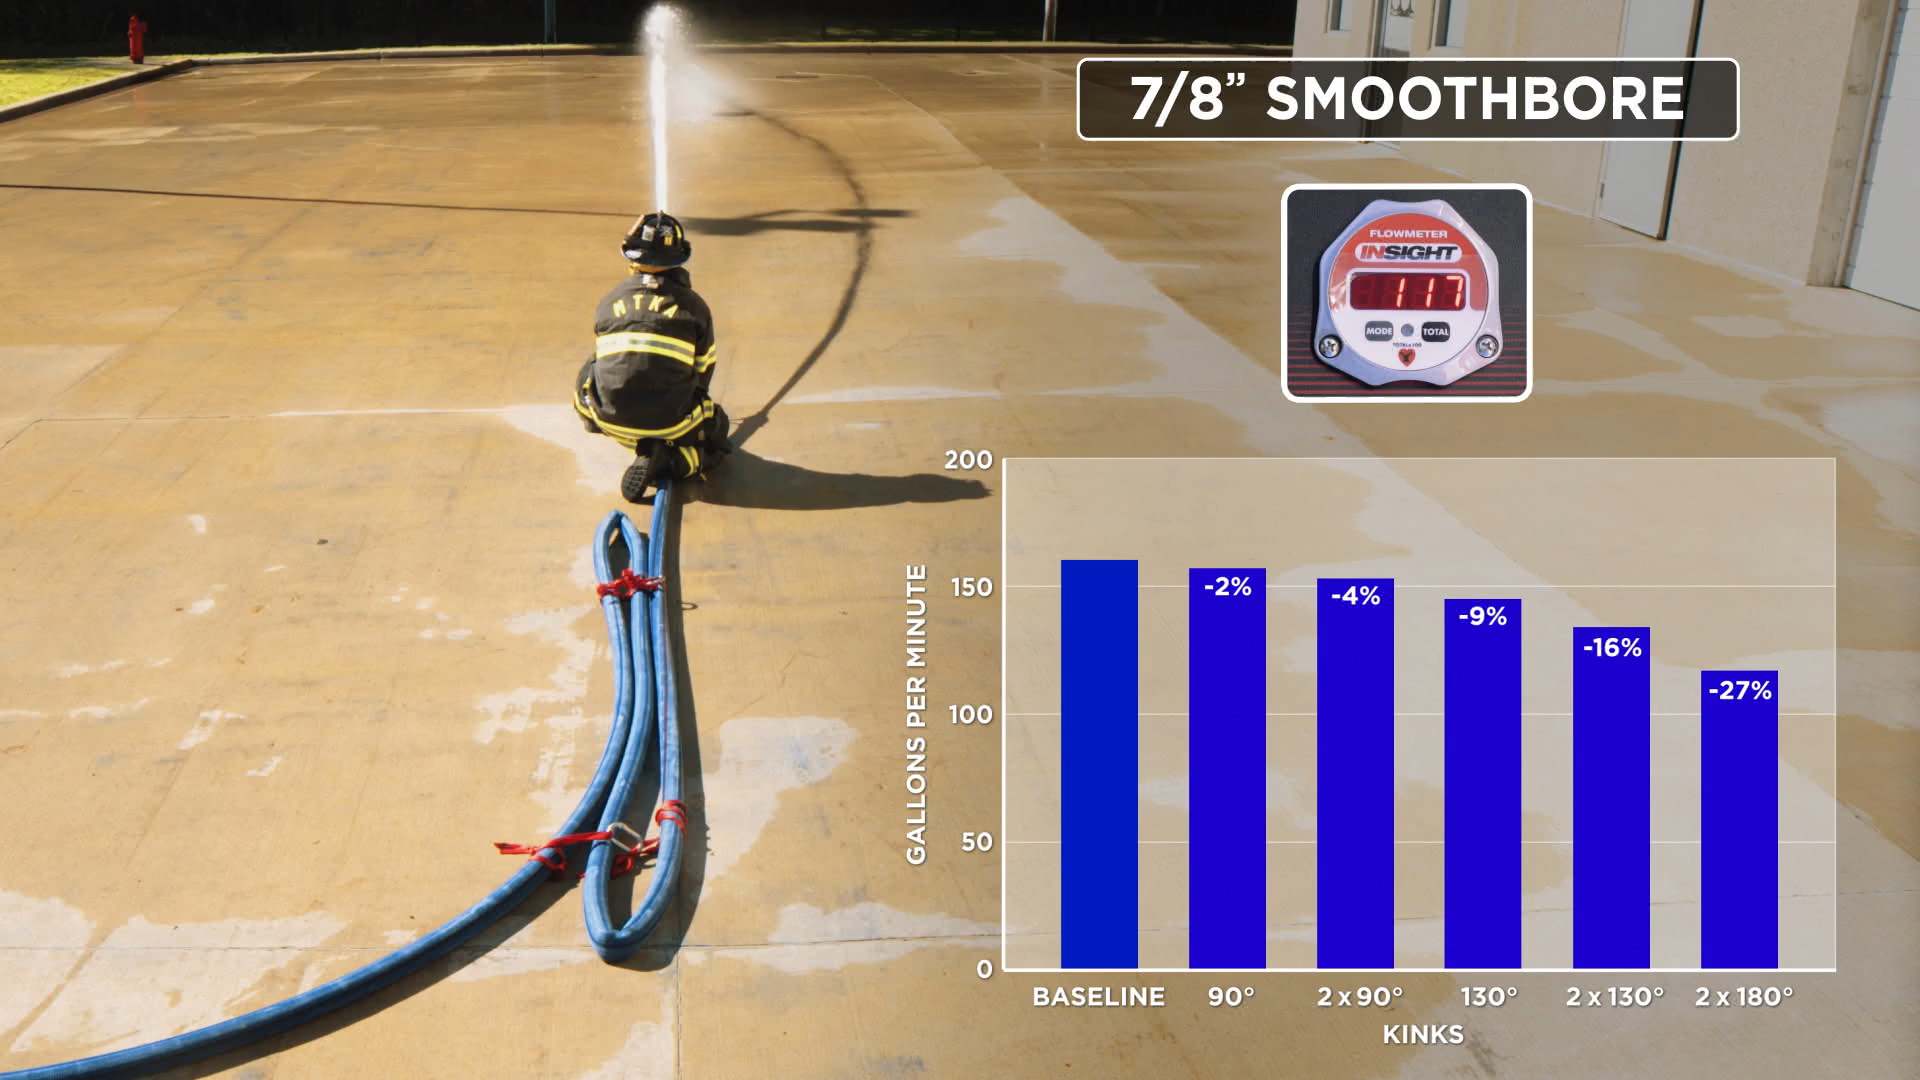 7/8” SMOOTHBORE
FLOWMETER
INSIGHT
117
MODE
TOTAL
TOTALx100
MTKA
GALLONS PER MINUTE
200
150
100
50
0
-2%
-4%
-9%
-16%
-27%
BASELINE
90°
2 x 90°
130°
2 x 130°
2 x 180°
KINKS